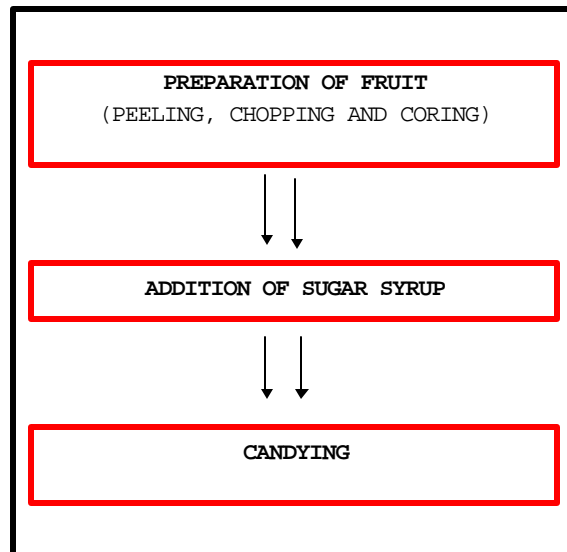 PREPARATION OF FRUIT
(PEELING, CHOPPING AND CORING)
ADDITION OF SUGAR SYRUP
CANDYING